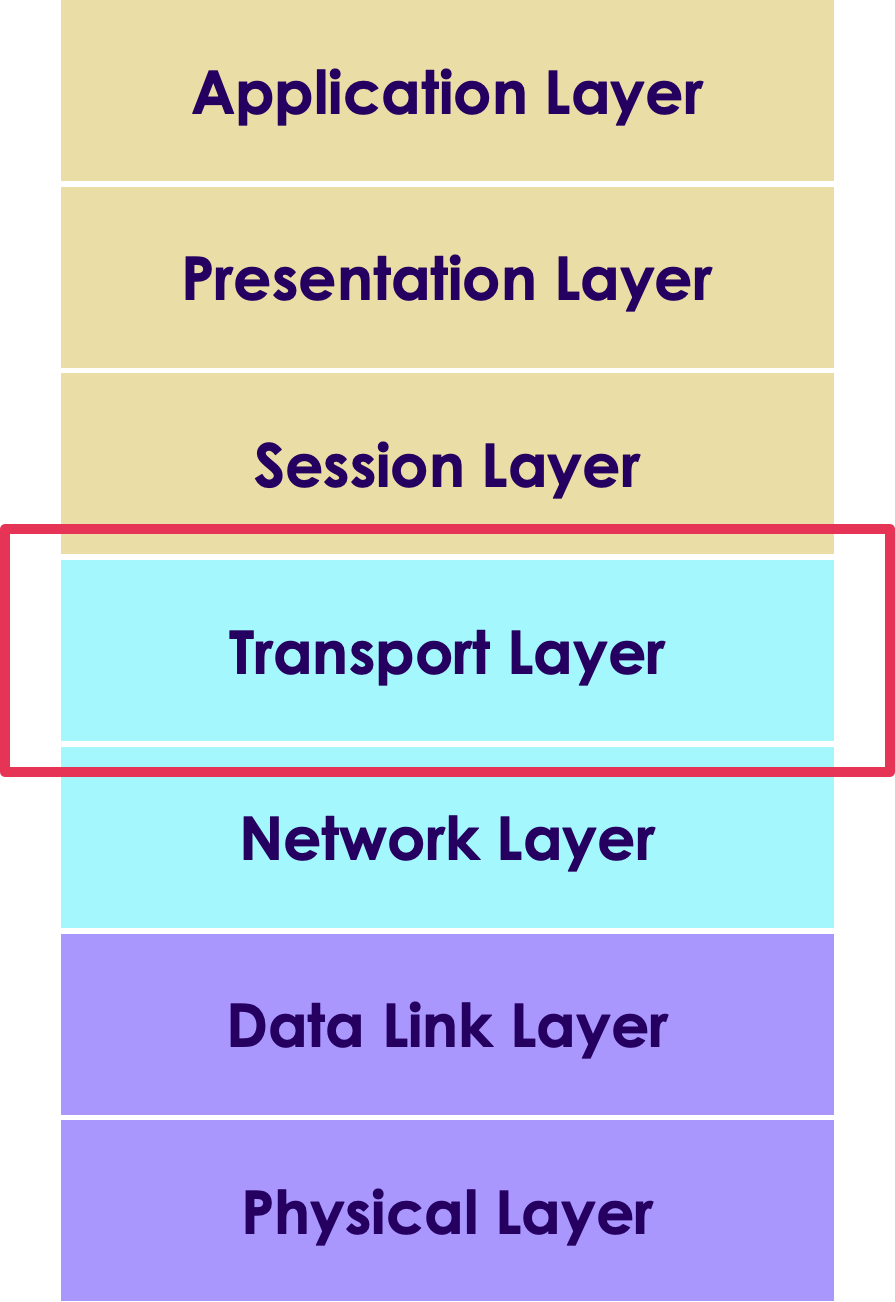 Application Layer
Presentation Layer
Session Layer
Transport Layer
Network Layer
Data Link Layer
Physical Layer